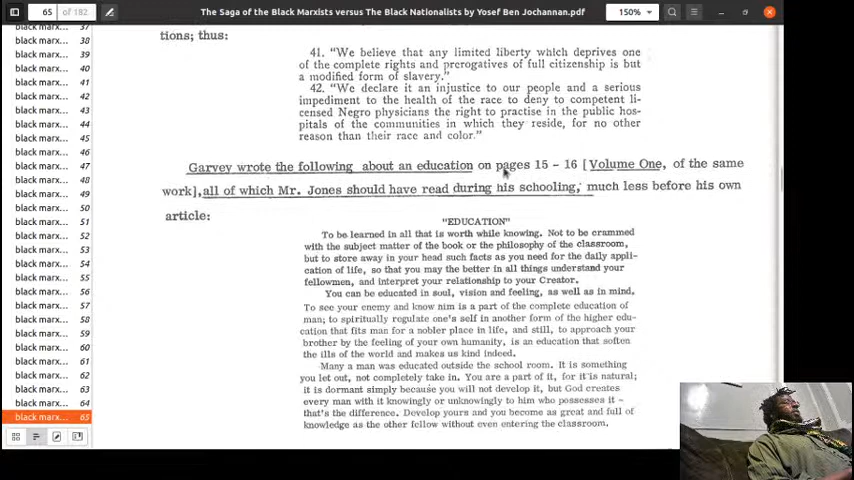 65 of 182
The Saga of the Black Marxists versus The Black Nationalists by Yosef Ben Jochannan.pdf
150%
black marx... 37
black marx... 38
black marx... 39
black marx... 40
black marx... 41
black marx... 42
black marx... 43
black marx... 44
black marx... 45
black marx... 46
black marx... 47
black marx... 48
black marx... 49
black marx... 50
black marx... 51
black marx... 52
black marx... 53
black marx... 54
black marx... 55
black marx... 56
black marx... 57
black marx... 58
black marx... 59
black marx... 60
black marx... 61
black marx... 62
black marx... 63
black marx... 64
black marx... 65
tions; thus:
41. "We believe that any limited liberty which deprives one
of the complete rights and prerogatives of full citizenship is but
a modified form of slavery."
42. "We declare it an injustice to our people and a serious
impediment to the health of the race to deny to competent li-
censed Negro physicians the right to practise in the public hos-
pitals of the communities in which they reside, for no other
reason than their race and color."
Garvey wrote the following about an education on pages 15 - 16 [Volume One, of the same
work], all of which Mr. Jones should have read during his schooling, much less before his own
article:
"EDUCATION"
To be learned in all that is worth while knowing. Not to be crammed
with the subject matter of the book or the philosophy of the classroom,
but to store away in your head such facts as you need for the daily appli-
cation of life, so that you may the better in all things understand your
fellowmen, and interpret your relationship to your Creator.
You can be educated in soul, vision and feeling, as well as in mind.
To see your enemy and know him is a part of the complete education of
man; to spiritually regulate one's self in another form of the higher edu-
cation that fits man for a nobler place in life, and still, to approach your
brother by the feeling of your own humanity, is an education that soften
the ills of the world and makes us kind indeed.
Many a man was educated outside the school room. It is something
you let out, not completely take in. You are a part of it, for it is natural;
it is dormant simply because you will not develop it, but God creates
every man with it knowingly or unknowingly to him who possesses it -
that's the difference. Develop yours and you become as great and full of
knowledge as the other fellow without even entering the classroom.